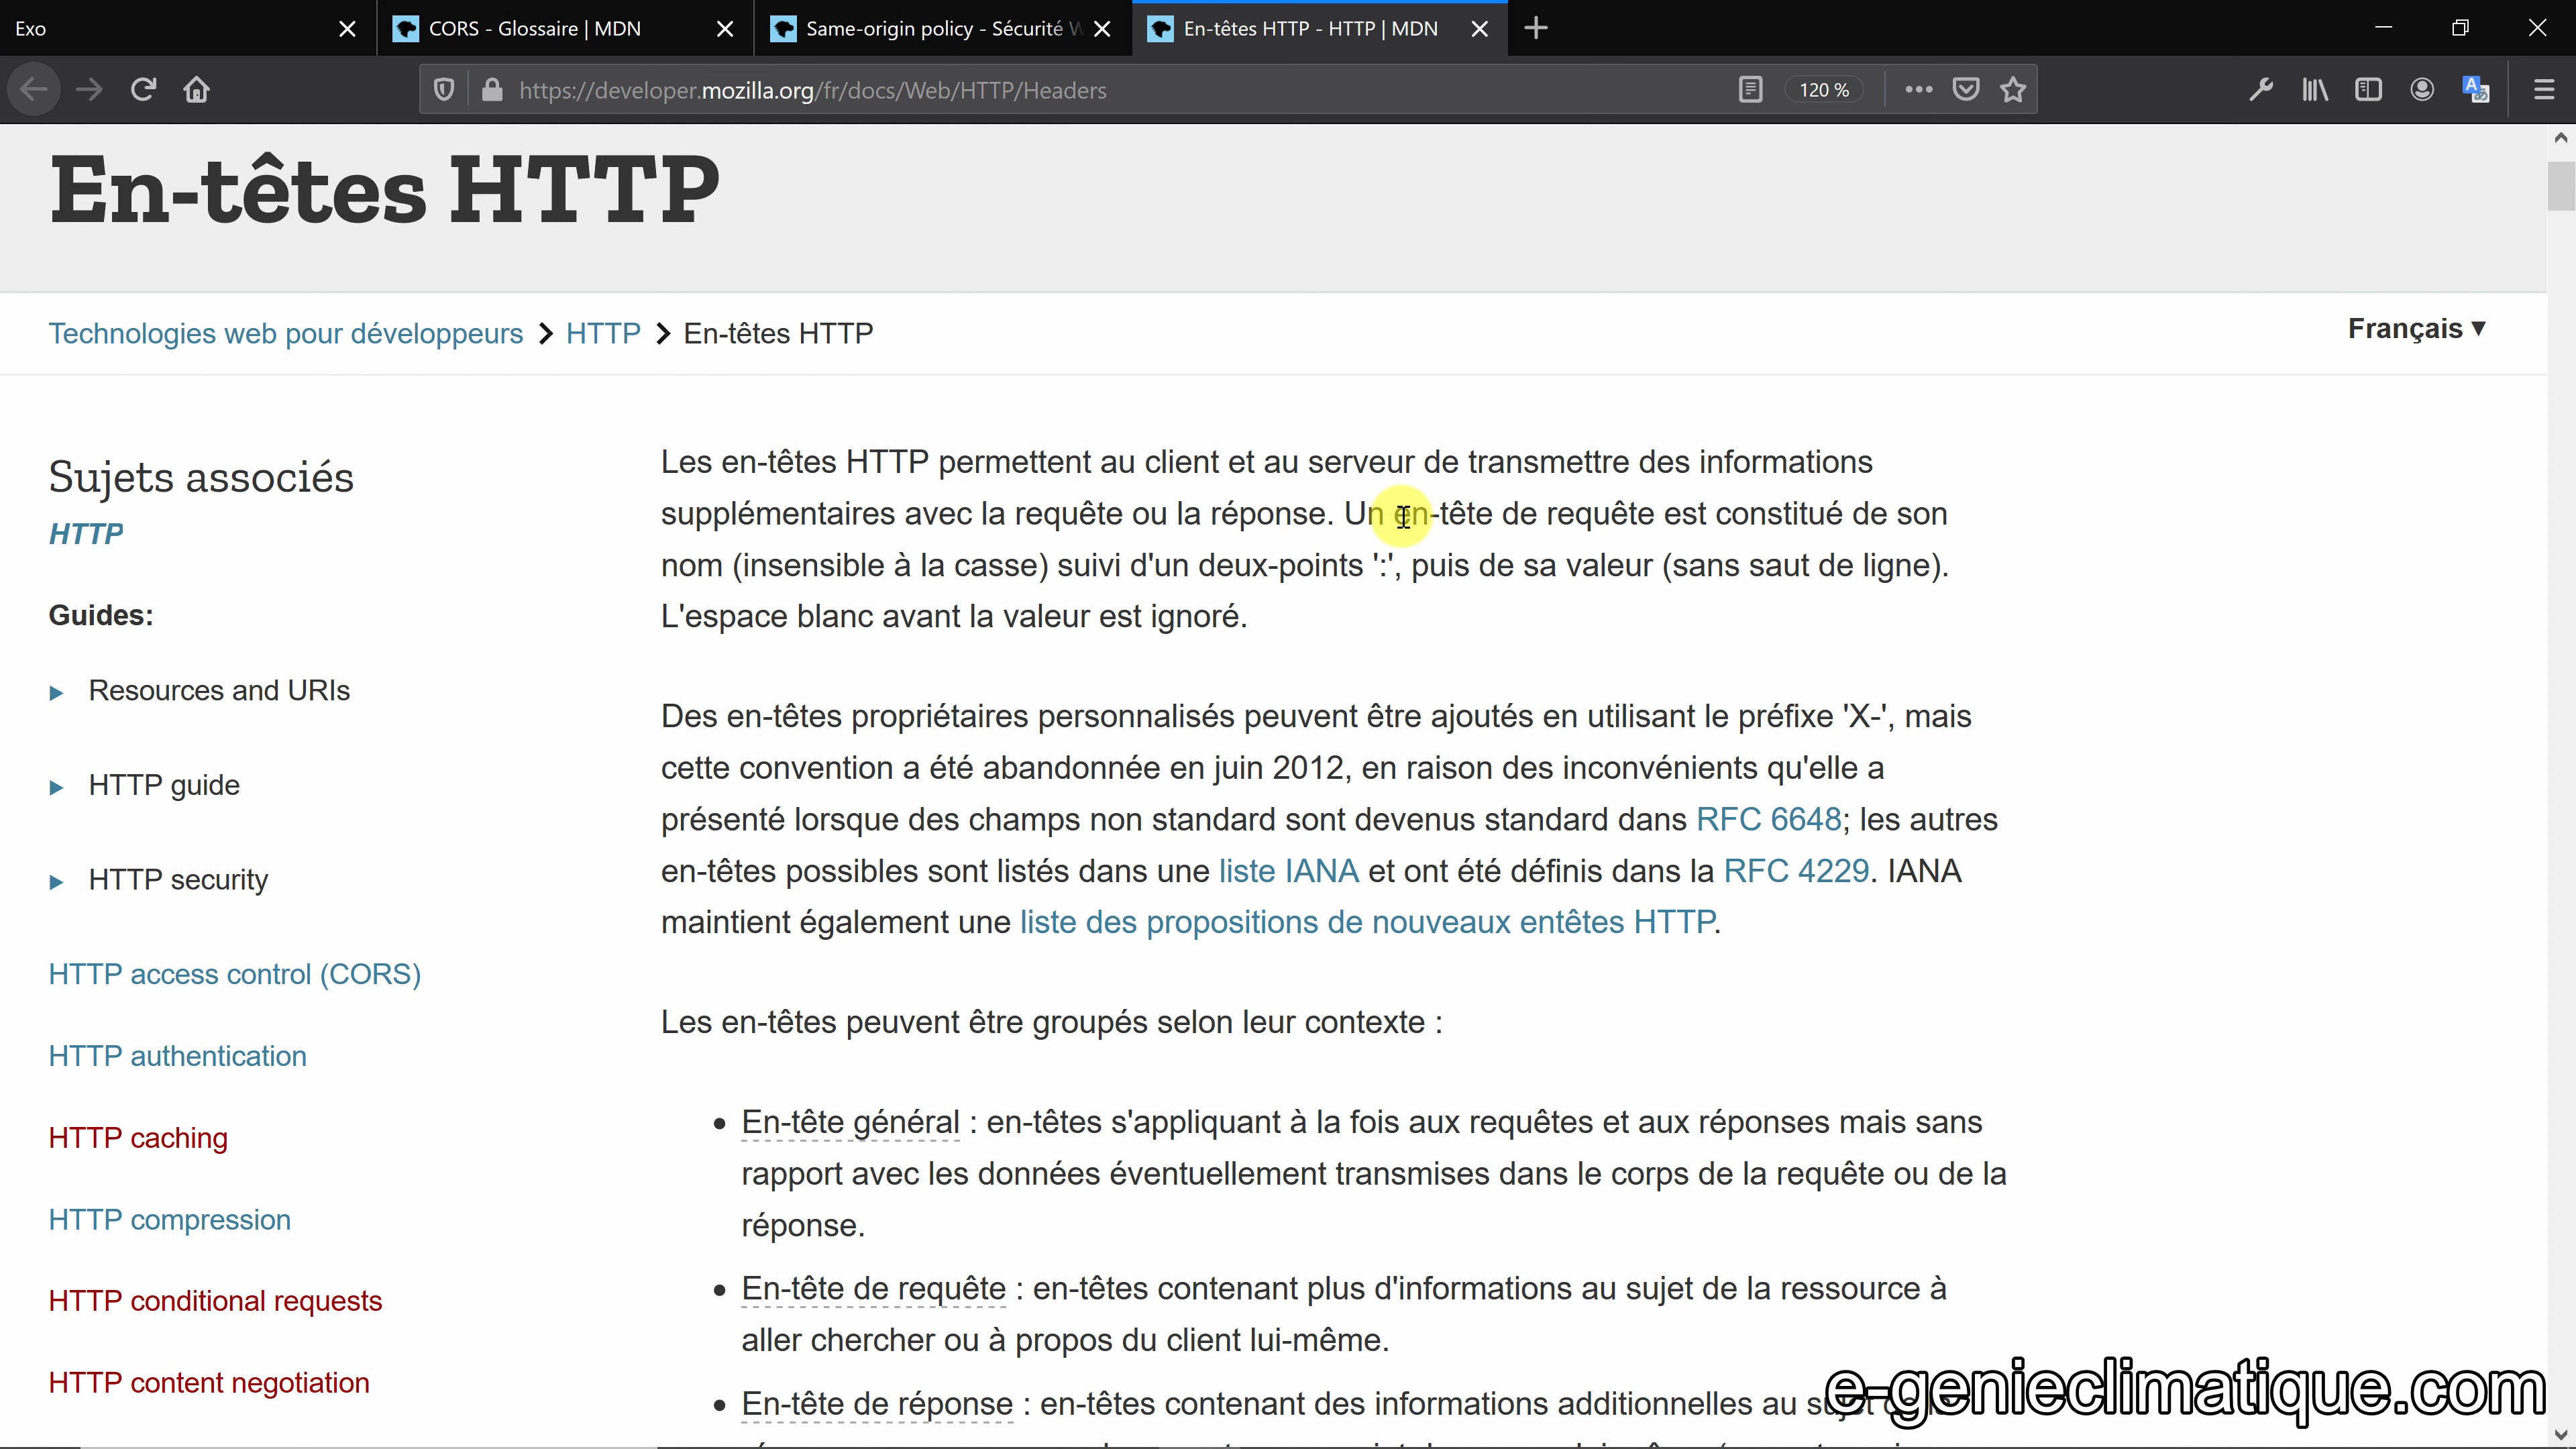 Exo
CORS - Glossaire | MDN
Same-origin policy - Sécurité
En-têtes HTTP - HTTP | MDN
https://developer.mozilla.org/fr/docs/Web/HTTP/Headers
120 %
En-têtes HTTP
Technologies web pour développeurs > HTTP > En-têtes HTTP
Français ▼
Sujets associés
HTTP
Guides:
Resources and URIs
HTTP guide
HTTP security
HTTP access control (CORS)
HTTP authentication
HTTP caching
HTTP compression
HTTP conditional requests
HTTP content negotiation
Les en-têtes HTTP permettent au client et au serveur de transmettre des informations
supplémentaires avec la requête ou la réponse. Un en-tête de requête est constitué de son
nom (insensible à la casse) suivi d'un deux-points ':', puis de sa valeur (sans saut de ligne).
L'espace blanc avant la valeur est ignoré.
Des en-têtes propriétaires personnalisés peuvent être ajoutés en utilisant le préfixe 'X-', mais
cette convention a été abandonnée en juin 2012, en raison des inconvénients qu'elle a
présenté lorsque des champs non standard sont devenus standard dans RFC 6648; les autres
en-têtes possibles sont listés dans une liste IANA et ont été définis dans la RFC 4229. IANA
maintient également une liste des propositions de nouveaux entêtes HTTP.
Les en-têtes peuvent être groupés selon leur contexte :
• En-tête général : en-têtes s'appliquant à la fois aux requêtes et aux réponses mais sans
rapport avec les données éventuellement transmises dans le corps de la requête ou de la
réponse.
• En-tête de requête : en-têtes contenant plus d'informations au sujet de la ressource à
aller chercher ou à propos du client lui-même.
• En-tête de réponse : en-têtes contenant des informations additionnelles au sujet
e-genieclimatique.com